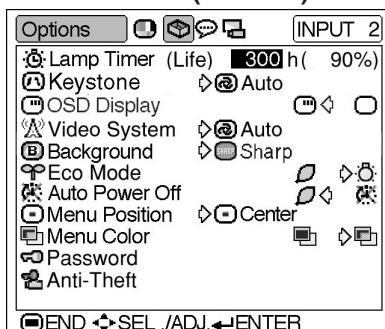 Options INPUT 2
Lamp Timer (Life) 300 h( 90%)
Keystone Auto
OSD Display
Video System Auto
B Background SHARP Sharp
Eco Mode
Auto Power Off
Menu Position Center
Menu Color
Password
Anti-Theft
END SEL./ADJ. ENTER